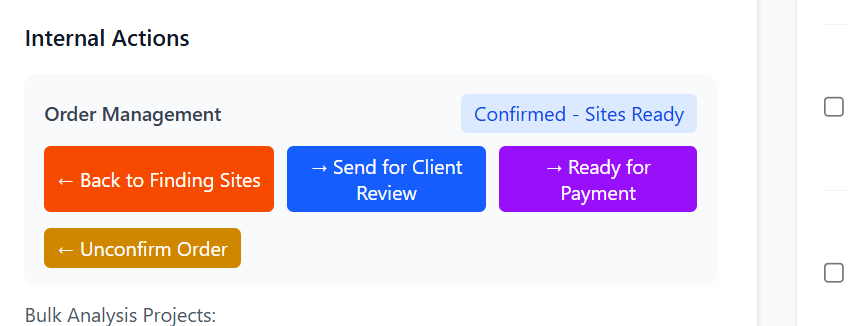 Internal Actions
Order Management
Confirmed - Sites Ready
← Back to Finding Sites
→ Send for Client
Review
→ Ready for
Payment
← Unconfirm Order
Bulk Analysis Projects: